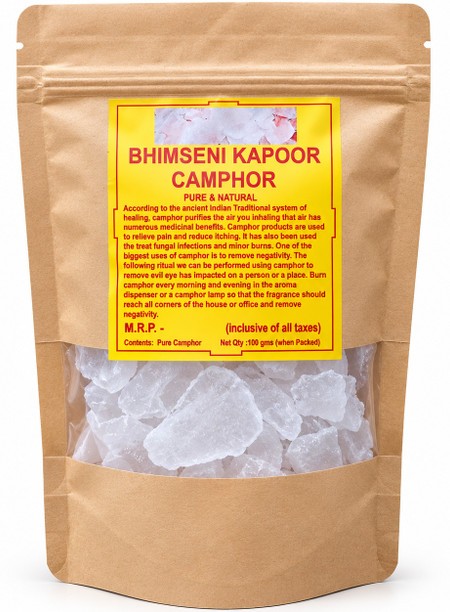 BHIMSENI KAPOOR
CAMPHOR
PURE & NATURAL
According to the ancient Indian Traditional system of
healing, camphor purifies the air you inhaling that air has
numerous medicinal benefits. Camphor products are used
to relieve pain and reduce itching. It has also been used
the treat fungal infections and minor burns. One of the
biggest uses of camphor is to remove negativity. The
following ritual we can be performed using camphor to
remove evil eye has impacted on a person or a place. Burn
camphor every morning and evening in the aroma
dispenser or a camphor lamp so that the fragrance should
reach all corners of the house or office and remove
negativity.
M.R.P. - (inclusive of all taxes)
Contents: Pure Camphor Net Qty :100 gms (when Packed)